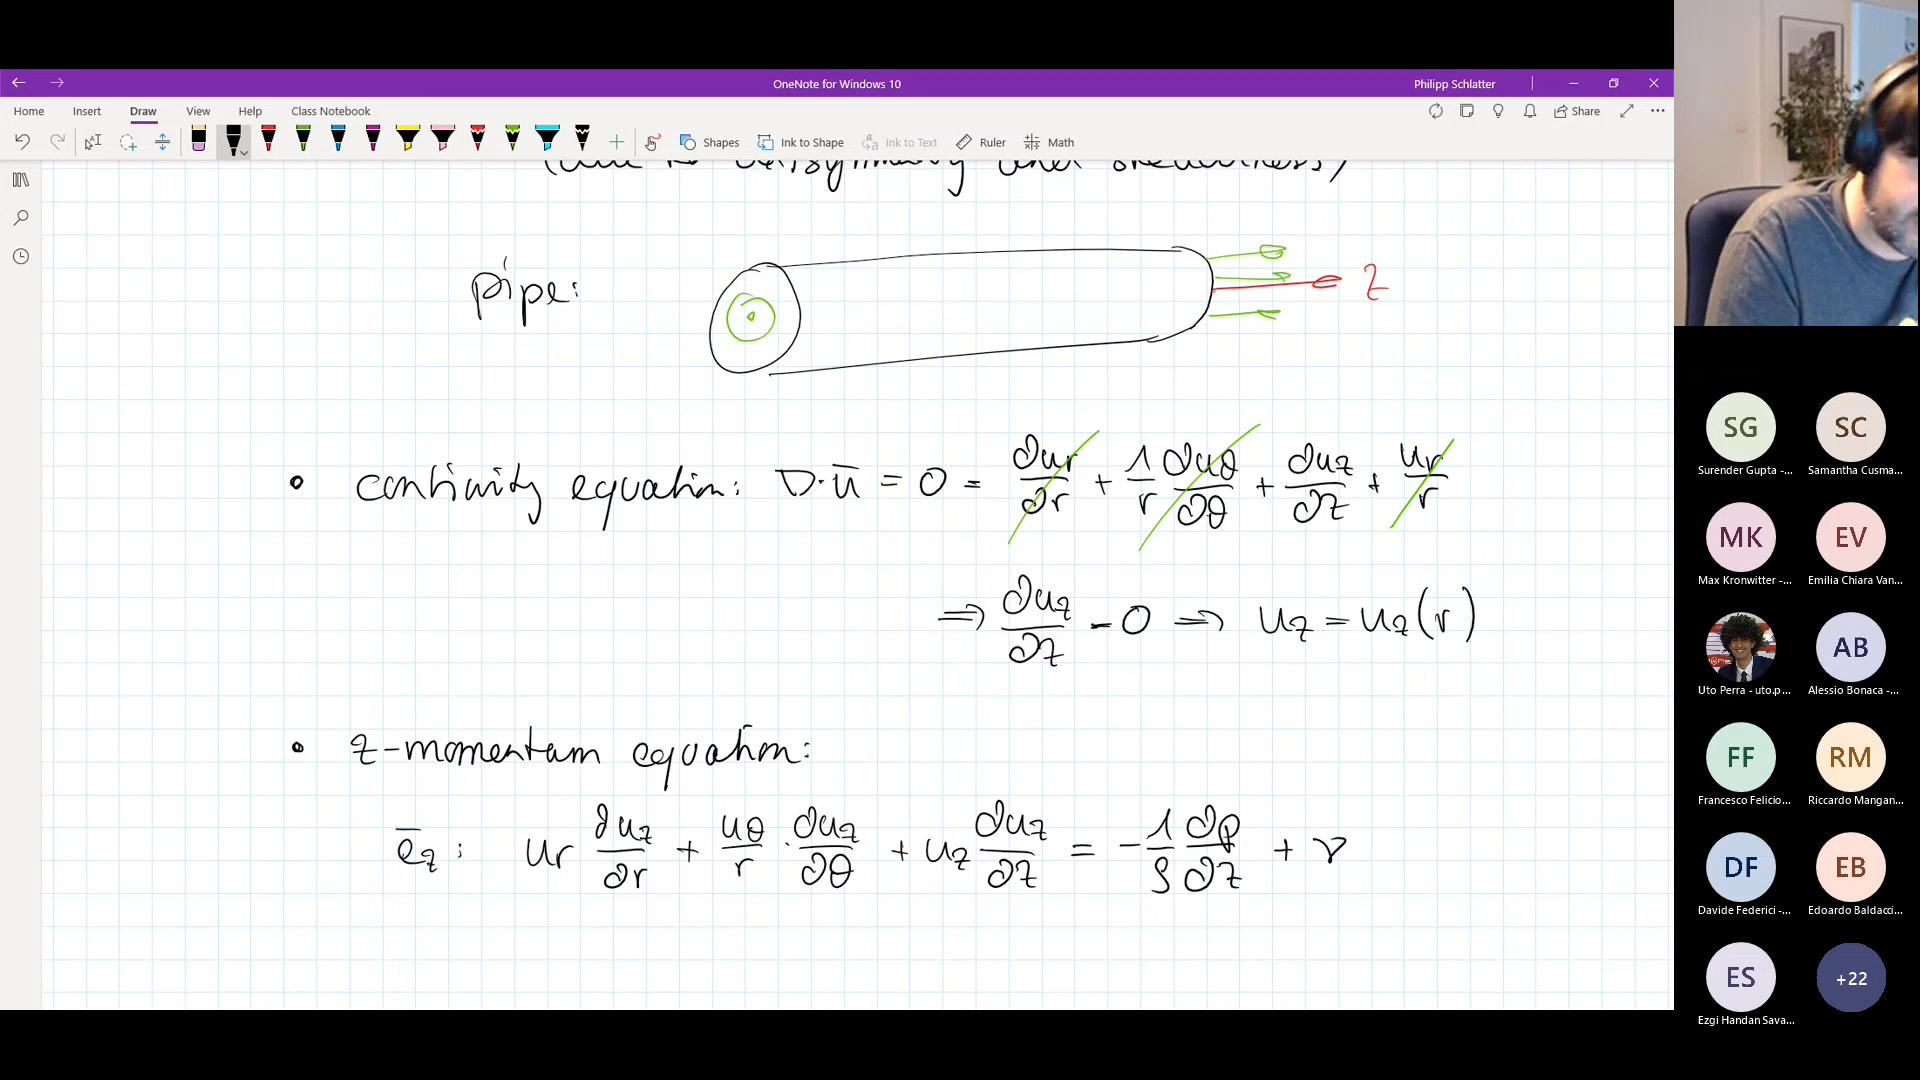 OneNote for Windows 10
Philipp Schlatter
Home Insert Draw View Help Class Notebook
Share
Shapes Ink to Shape Ink to Text Ruler Math
pipe:
z
• continuity equation: ∇·ū = 0 = ∂ur/∂r + 1/r ∂uθ/∂θ + ∂uz/∂z + ur/r
⇒ ∂uz/∂z = 0 ⇒ uz = uz(r)
• z-momentum equation:
ēz: ur ∂uz/∂r + uθ/r · ∂uz/∂θ + uz ∂uz/∂z = -1/ρ ∂p/∂z + ν
SG
Surender Gupta -...
SC
Samantha Cusma...
MK
Max Kronwitter -...
EV
Emilia Chiara Van...
Uto Perra - uto.p...
AB
Alessio Bonaca -...
FF
Francesco Felicio...
RM
Riccardo Mangan...
DF
Davide Federici -...
EB
Edoardo Baldacci...
ES
Ezgi Handan Sava...
+22